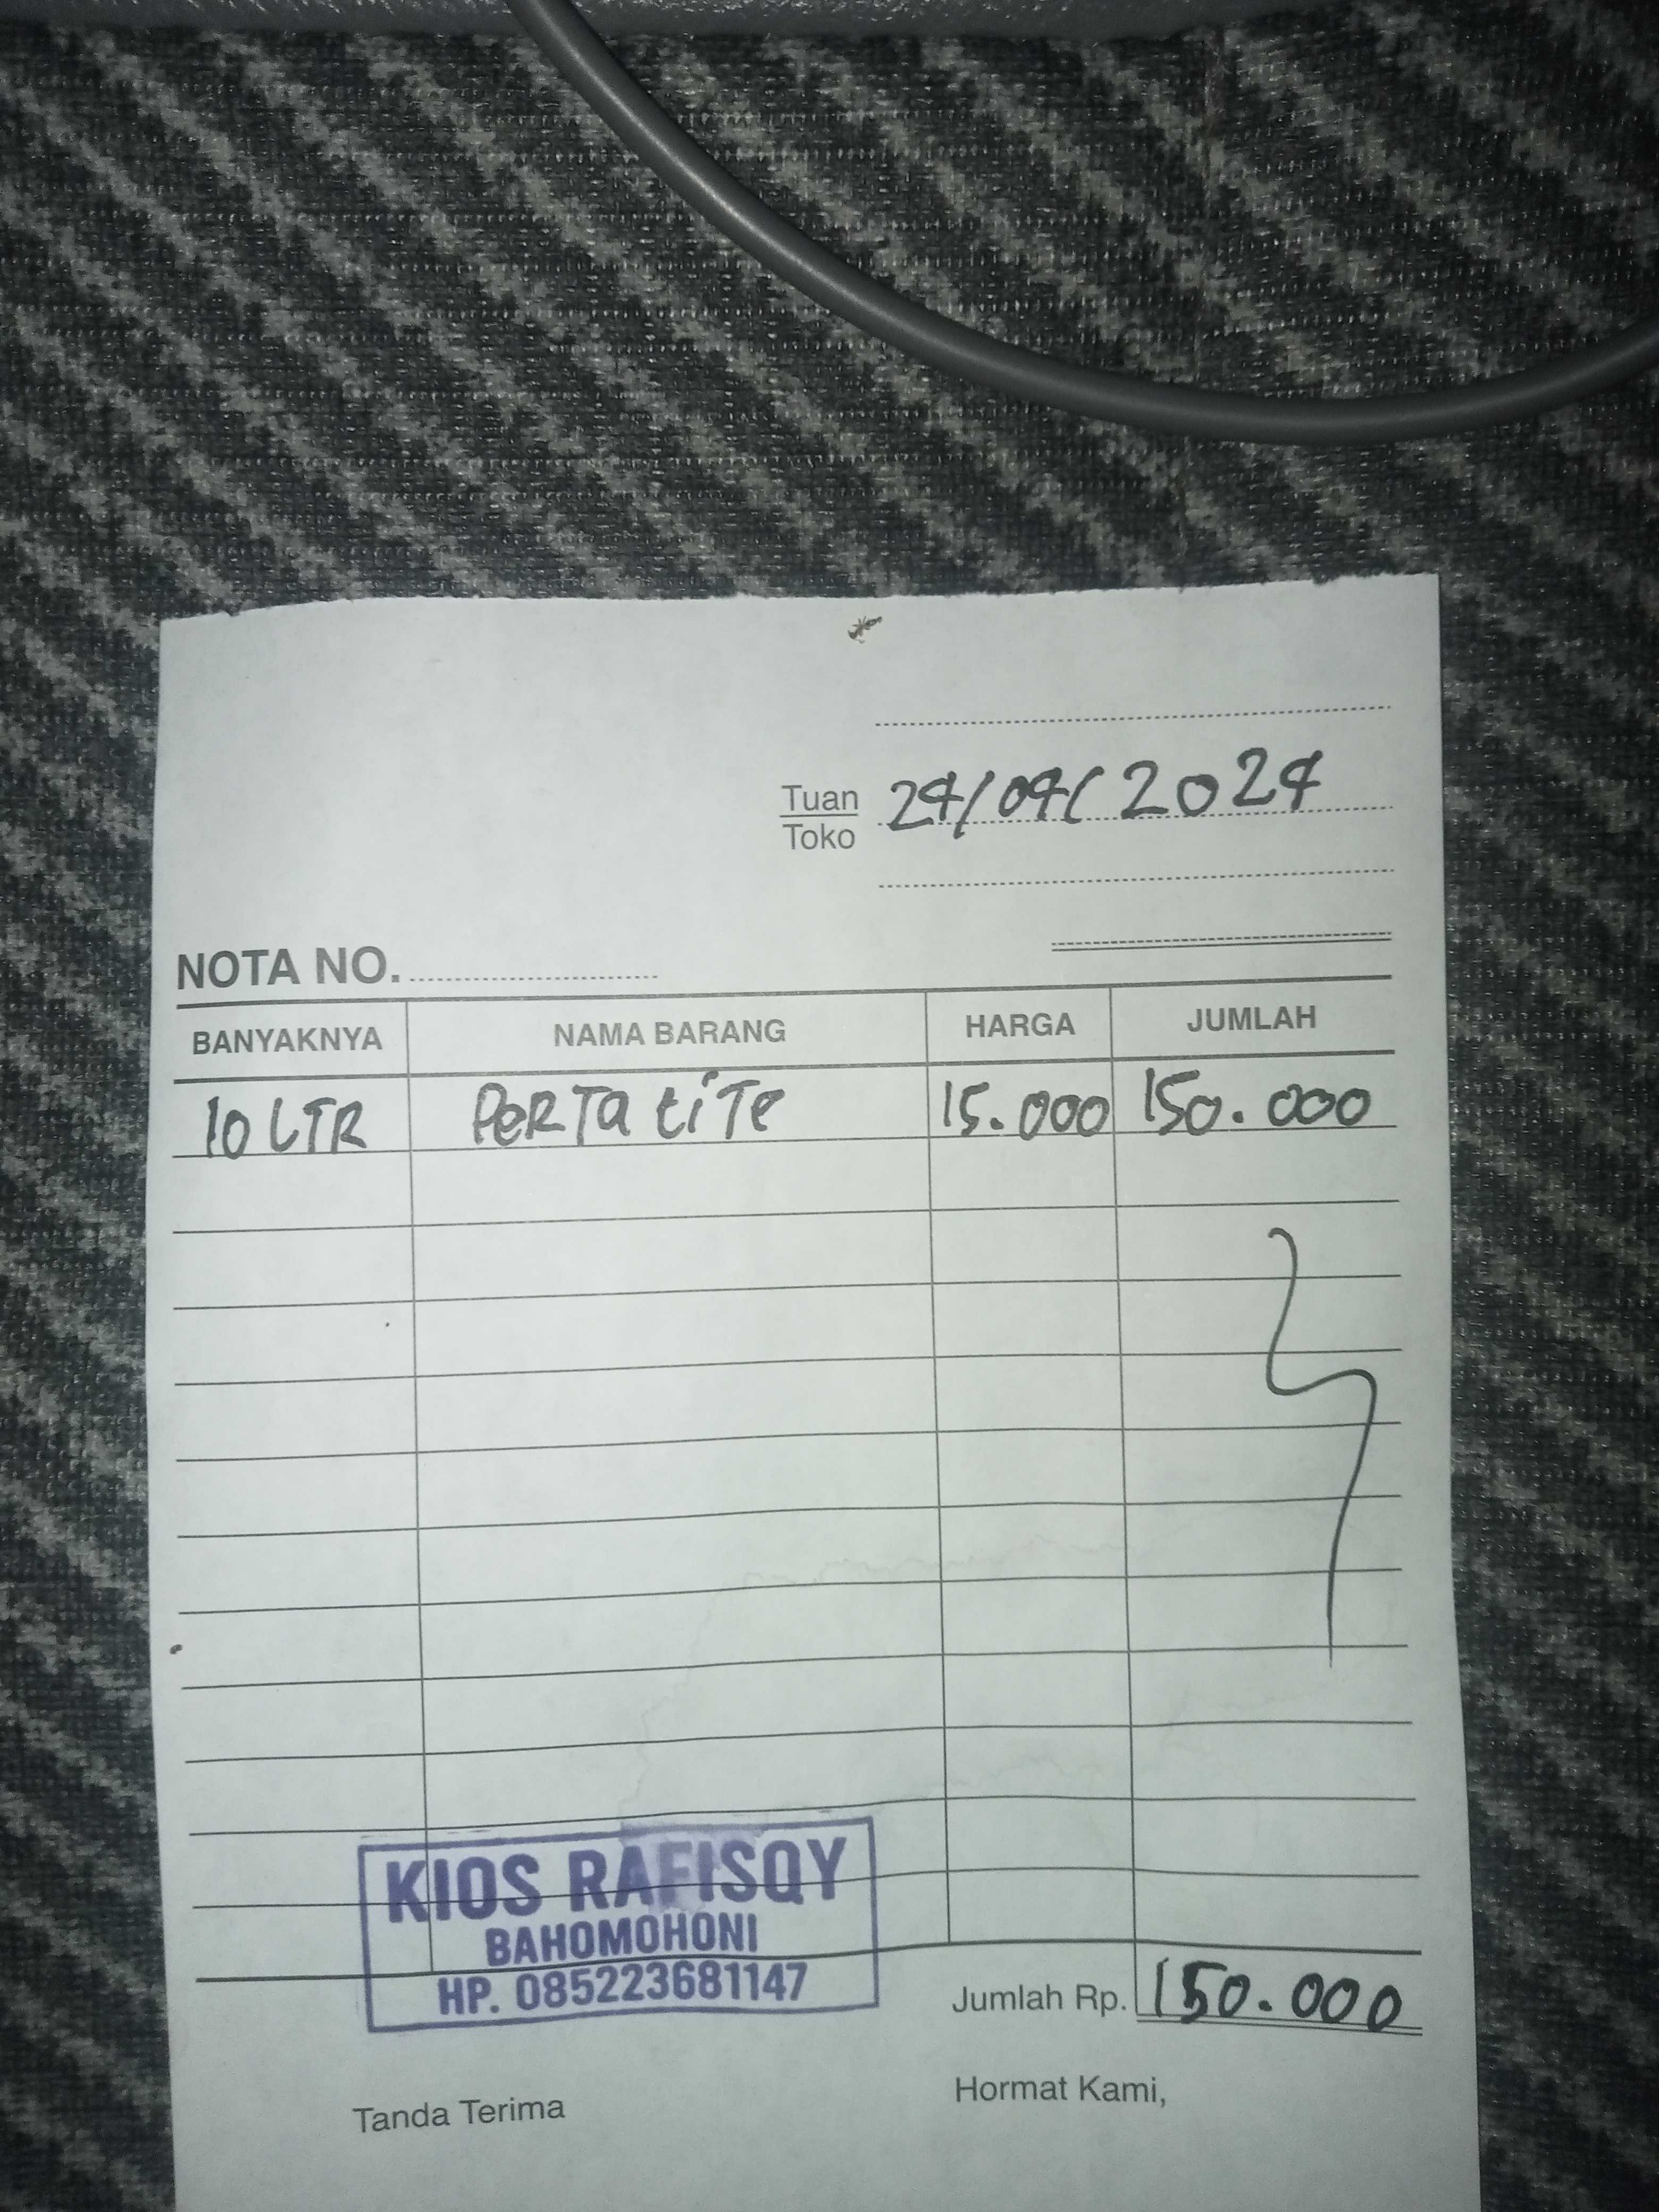 Tuan
Toko
24/04/2024
NOTA NO.
BANYAKNYA NAMA BARANG HARGA JUMLAH
10 LTR PeRTaliTe 15.000 150.000
KIOS RAFISQY
BAHOMOHONI
HP. 085223681147
Jumlah Rp. 150.000
Tanda Terima
Hormat Kami,